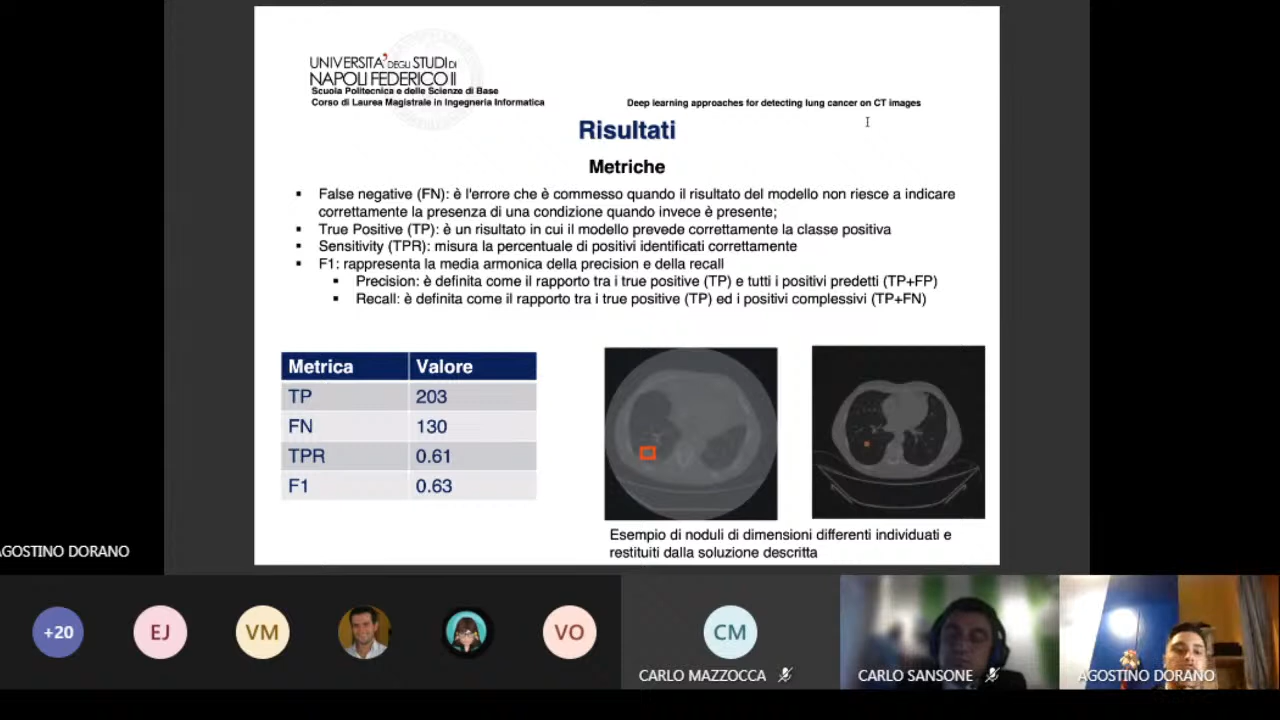 UNIVERSITA' DEGLI STUDI DI
NAPOLI FEDERICO II
Scuola Politecnica e delle Scienze di Base
Corso di Laurea Magistrale in Ingegneria Informatica
Deep learning approaches for detecting lung cancer on CT images
Risultati
Metriche
▪ False negative (FN): è l'errore che è commesso quando il risultato del modello non riesce a indicare
correttamente la presenza di una condizione quando invece è presente;
▪ True Positive (TP): è un risultato in cui il modello prevede correttamente la classe positiva
▪ Sensitivity (TPR): misura la percentuale di positivi identificati correttamente
▪ F1: rappresenta la media armonica della precision e della recall
▪ Precision: è definita come il rapporto tra i true positive (TP) e tutti i positivi predetti (TP+FP)
▪ Recall: è definita come il rapporto tra i true positive (TP) ed i positivi complessivi (TP+FN)
Metrica Valore
TP 203
FN 130
TPR 0.61
F1 0.63
Esempio di noduli di dimensioni differenti individuati e
restituiti dalla soluzione descritta
AGOSTINO DORANO
+20
EJ
VM
VO
CM
CARLO MAZZOCCA
CARLO SANSONE
AGOSTINO DORANO